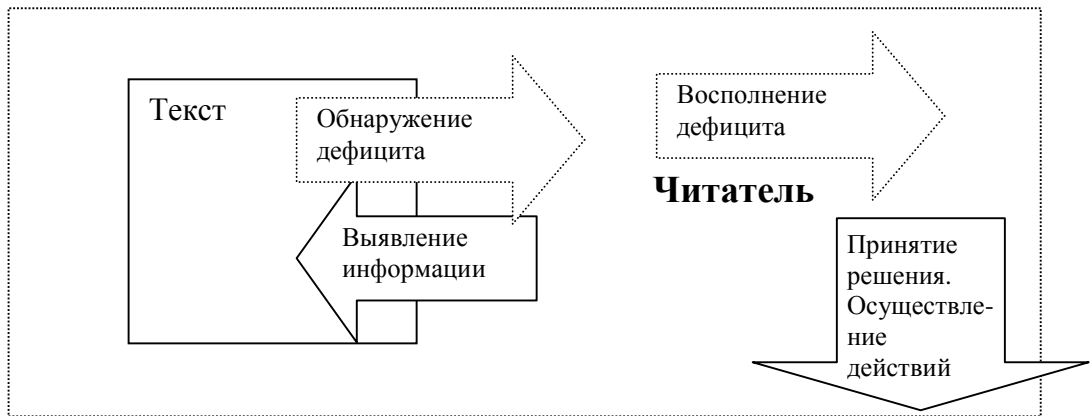 Текст
Обнаружение
дефицита
Восполнение
дефицита
Читатель
Выявление
информации
Принятие
решения.
Осуществле-
ние
действий